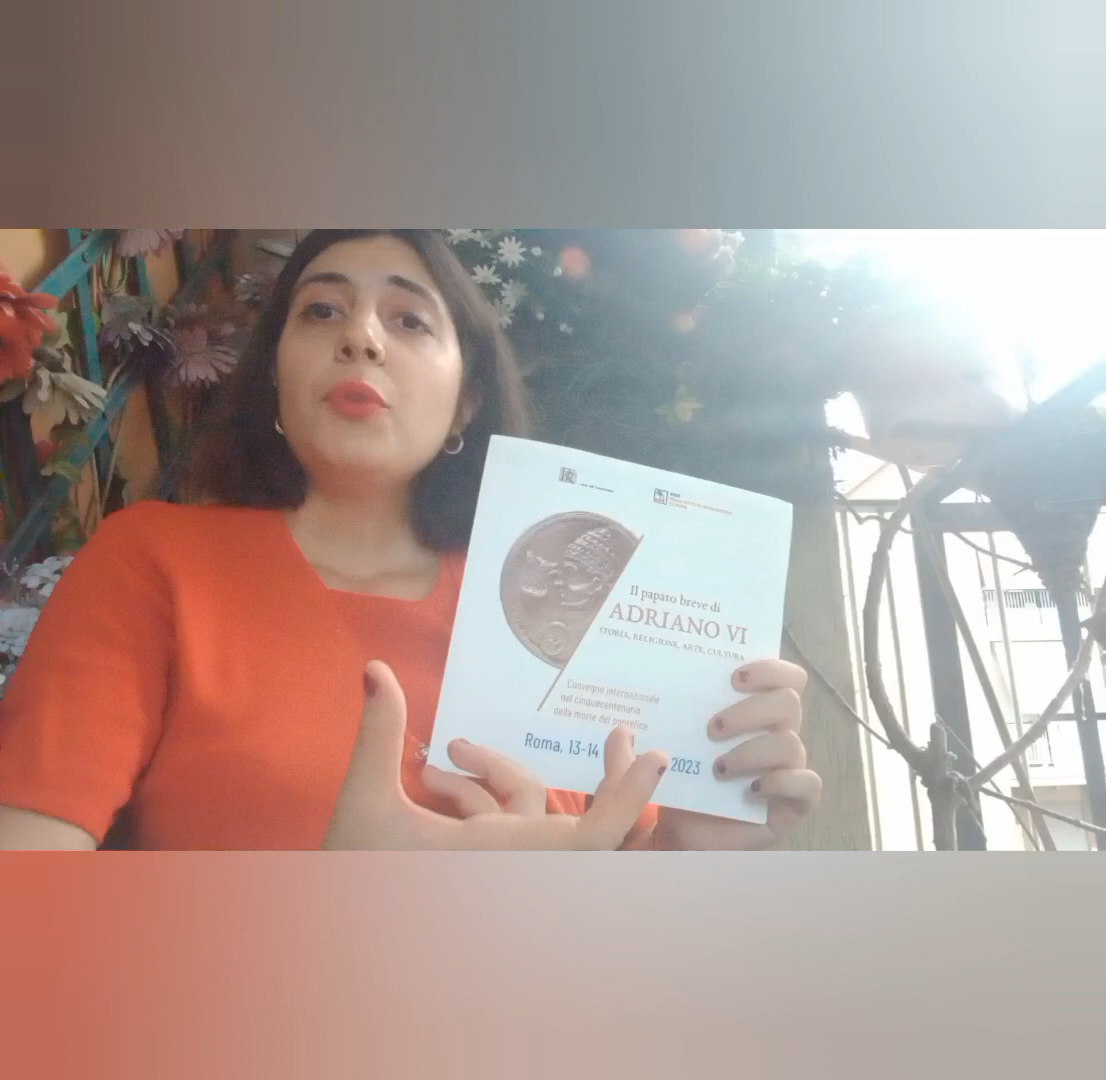 Il papato breve di
ADRIANO VI
STORIA, RELIGIONE, ARTE, CULTURA
Convegno internazionale
nel cinquecentenario
della morte del pontefice
Roma, 13-14 2023